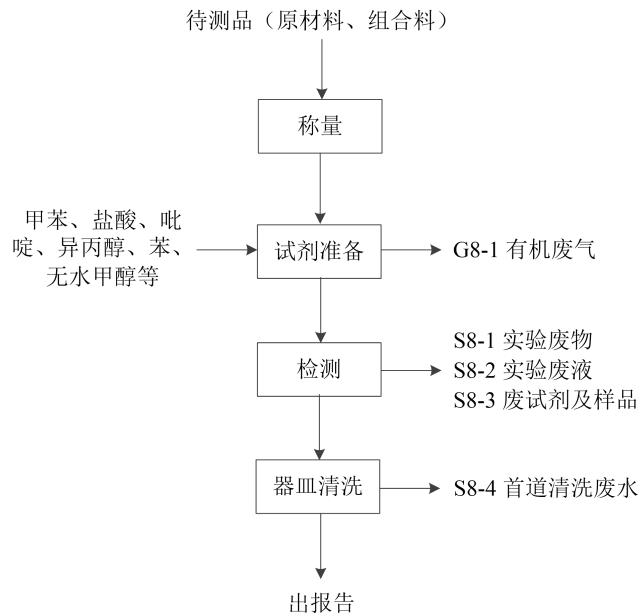 待测品（原材料、组合料）
称量
甲苯、盐酸、吡
啶、异丙醇、苯、
无水甲醇等
试剂准备
G8-1 有机废气
检测
S8-1 实验废物
S8-2 实验废液
S8-3 废试剂及样品
器皿清洗
S8-4 首道清洗废水
出报告